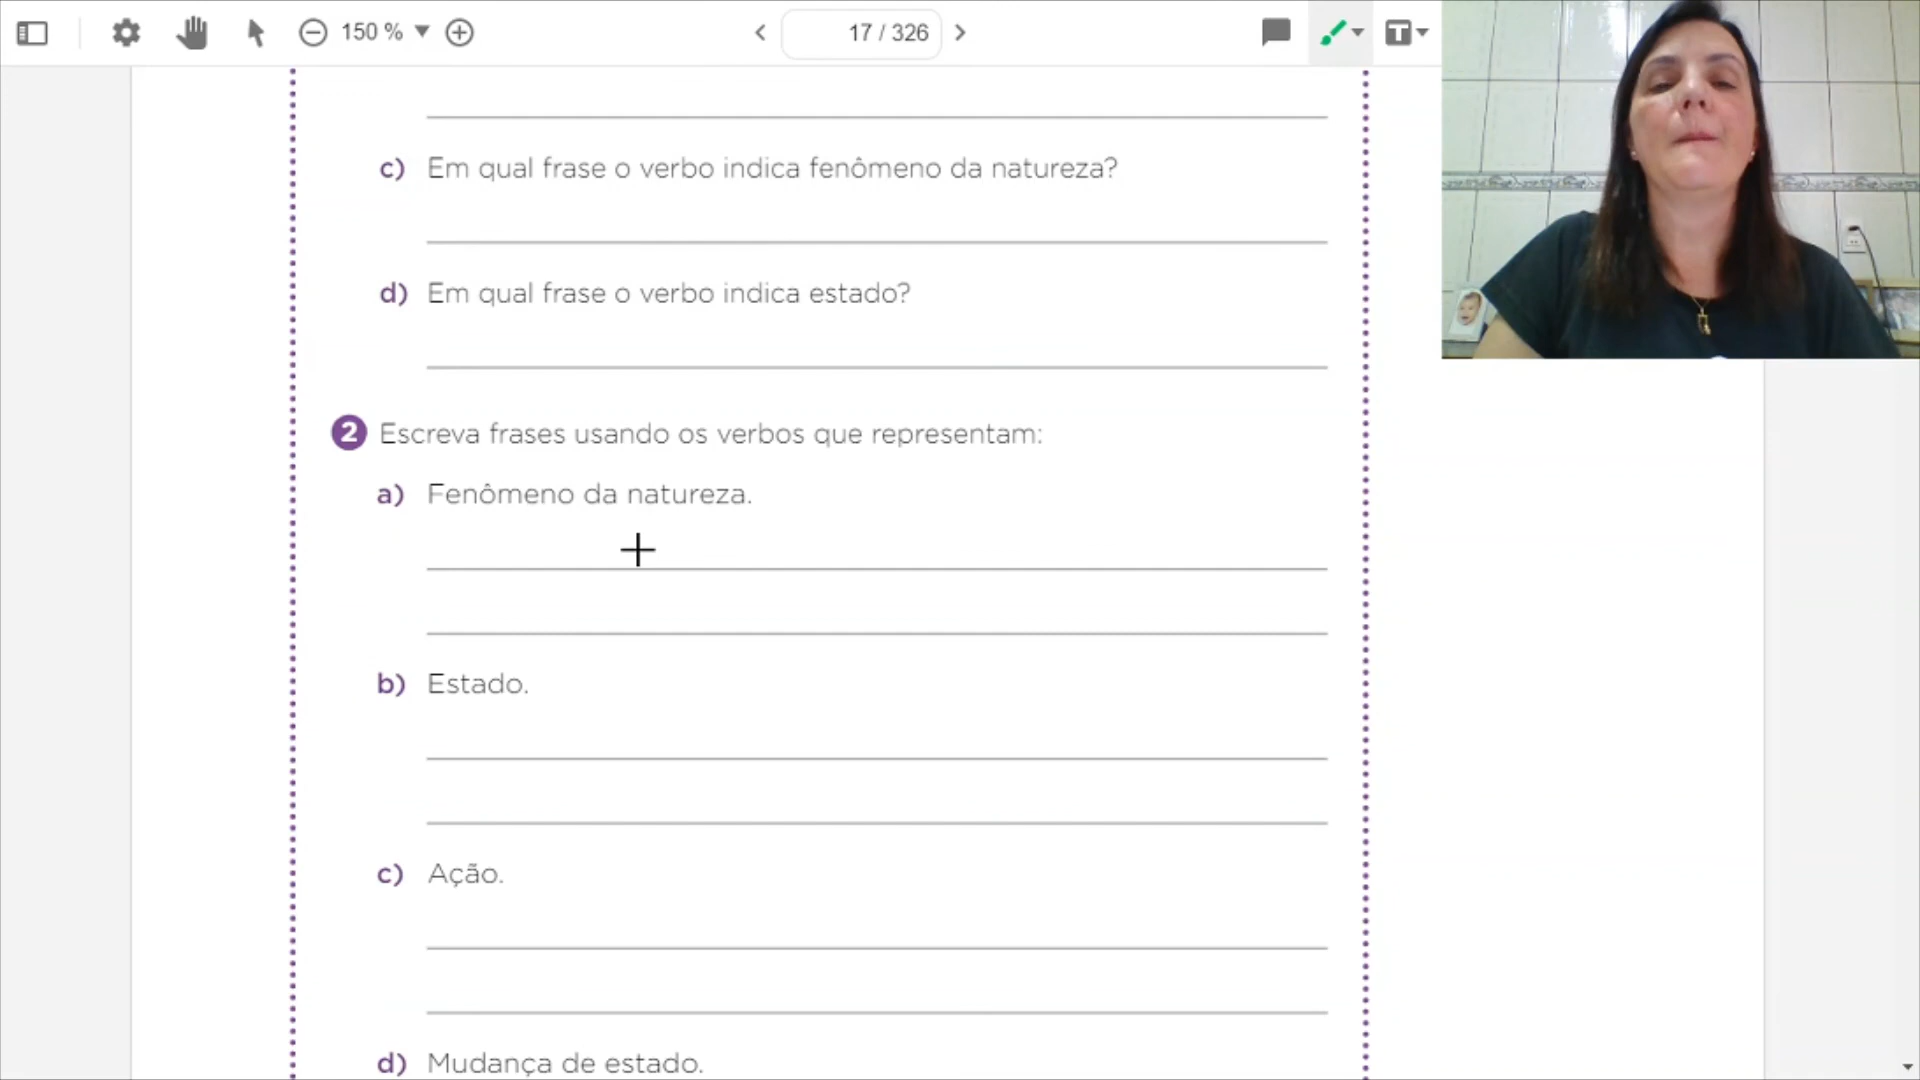 150 %
17 / 326
T
c) Em qual frase o verbo indica fenômeno da natureza?
d) Em qual frase o verbo indica estado?
2 Escreva frases usando os verbos que representam:
a) Fenômeno da natureza.
b) Estado.
c) Ação.
d) Mudança de estado.